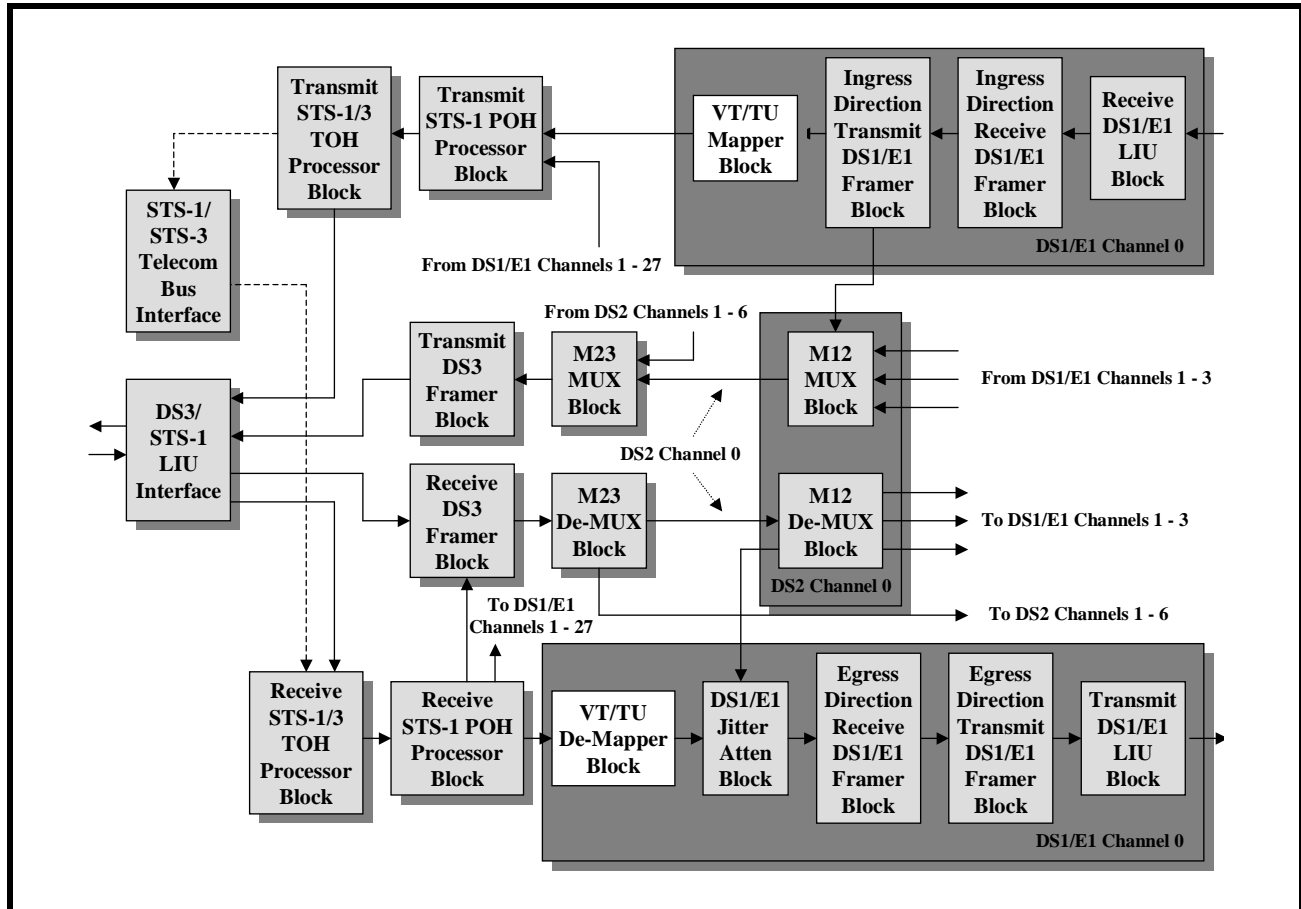 Transmit
STS-1/3
TOH
Processor
Block
Transmit
STS-1 POH
Processor
Block
VT/TU
Mapper
Block
Ingress
Direction
Transmit
DS1/E1
Framer
Block
Ingress
Direction
Receive
DS1/E1
Framer
Block
Receive
DS1/E1
LIU
Block
DS1/E1 Channel 0
STS-1/
STS-3
Telecom
Bus
Interface
From DS1/E1 Channels 1 - 27
From DS2 Channels 1 - 6
Transmit
DS3
Framer
Block
M23
MUX
Block
M12
MUX
Block
From DS1/E1 Channels 1 - 3
DS3/
STS-1
LIU
Interface
DS2 Channel 0
Receive
DS3
Framer
Block
M23
De-MUX
Block
M12
De-MUX
Block
To DS1/E1 Channels 1 - 3
DS2 Channel 0
To DS1/E1
Channels 1 - 27
To DS2 Channels 1 - 6
Receive
STS-1/3
TOH
Processor
Block
Receive
STS-1 POH
Processor
Block
VT/TU
De-Mapper
Block
DS1/E1
Jitter
Atten
Block
Egress
Direction
Receive
DS1/E1
Framer
Block
Egress
Direction
Transmit
DS1/E1
Framer
Block
Transmit
DS1/E1
LIU
Block
DS1/E1 Channel 0